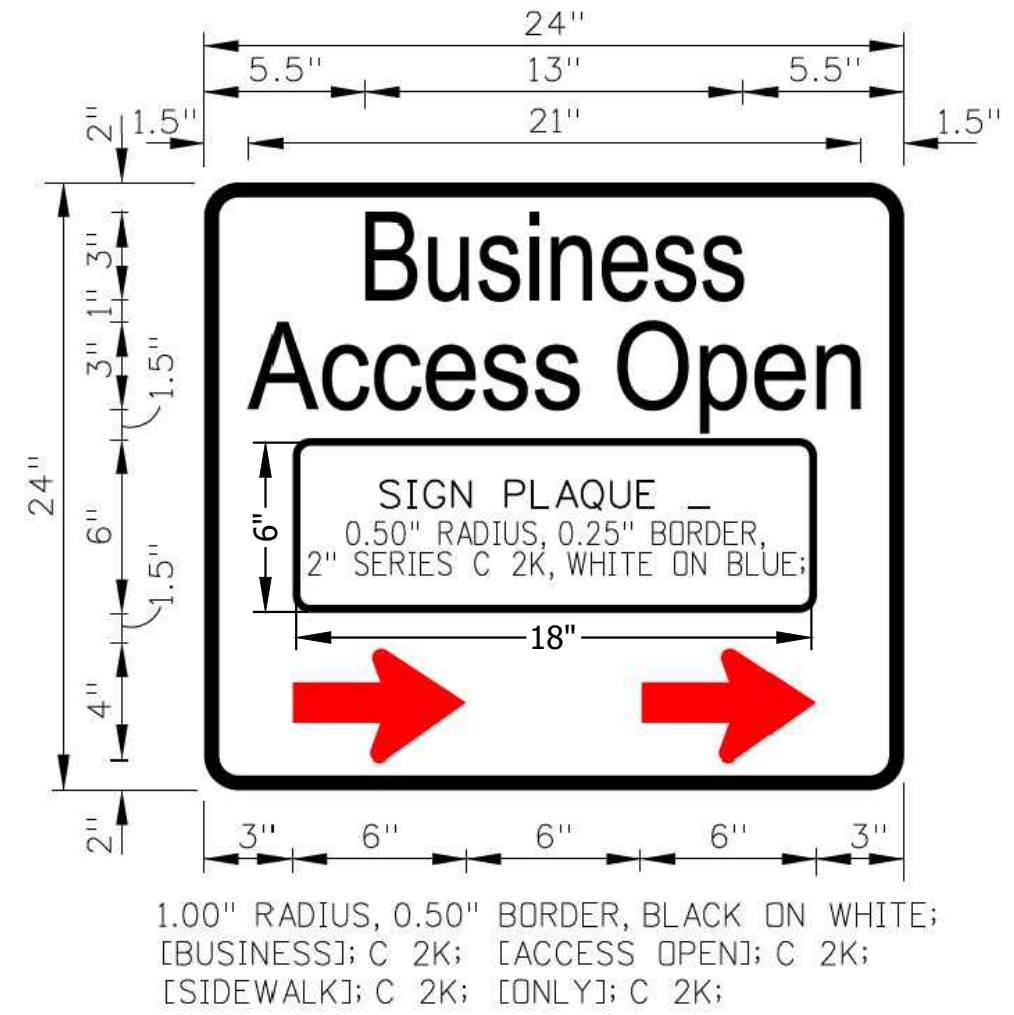 24"
5.5" 13" 5.5"
1.5" 21" 1.5"
2"
3"
1"
3"
1.5"
6"
1.5"
4"
2"
24"
Business
Access Open
6"
SIGN PLAQUE _
0.50" RADIUS, 0.25" BORDER,
2" SERIES C 2K, WHITE ON BLUE;
18"
3" 6" 6" 6" 3"
1.00" RADIUS, 0.50" BORDER, BLACK ON WHITE;
[BUSINESS]; C 2K; [ACCESS OPEN]; C 2K;
[SIDEWALK]; C 2K; [ONLY]; C 2K;